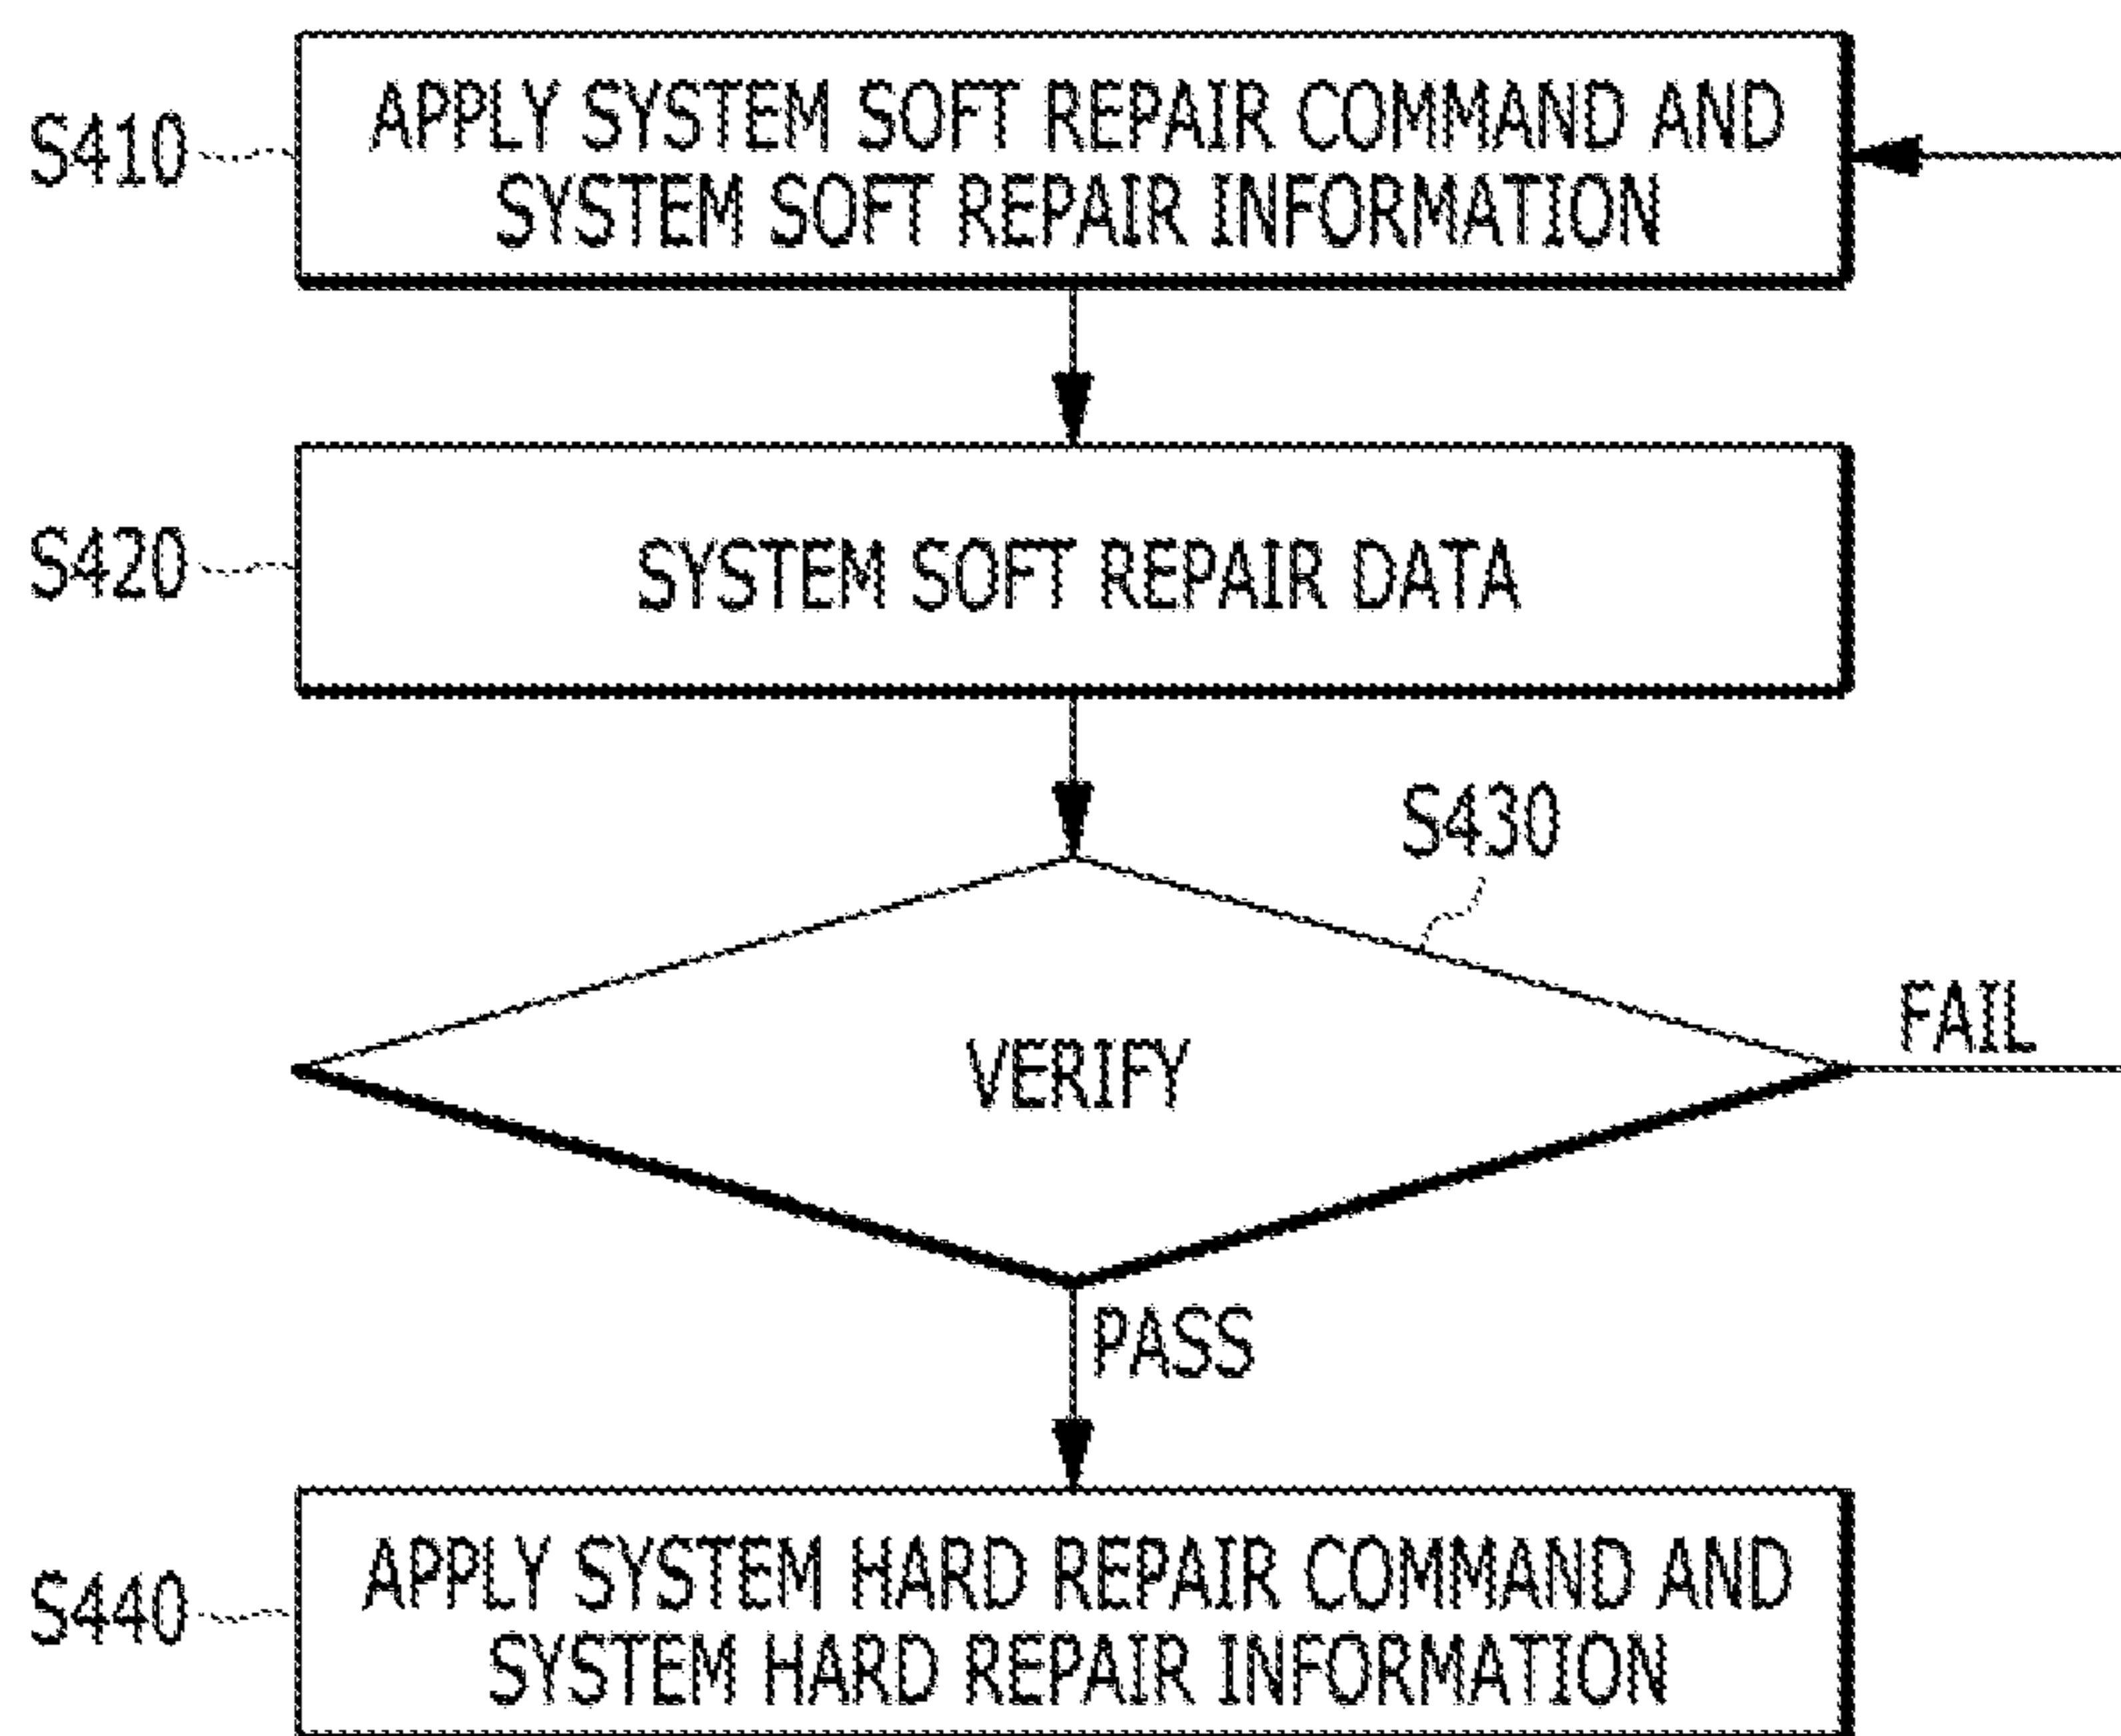 S410
APPLY SYSTEM SOFT REPAIR COMMAND AND
SYSTEM SOFT REPAIR INFORMATION
S420
SYSTEM SOFT REPAIR DATA
S430
VERIFY
FAIL
PASS
S440
APPLY SYSTEM HARD REPAIR COMMAND AND
SYSTEM HARD REPAIR INFORMATION